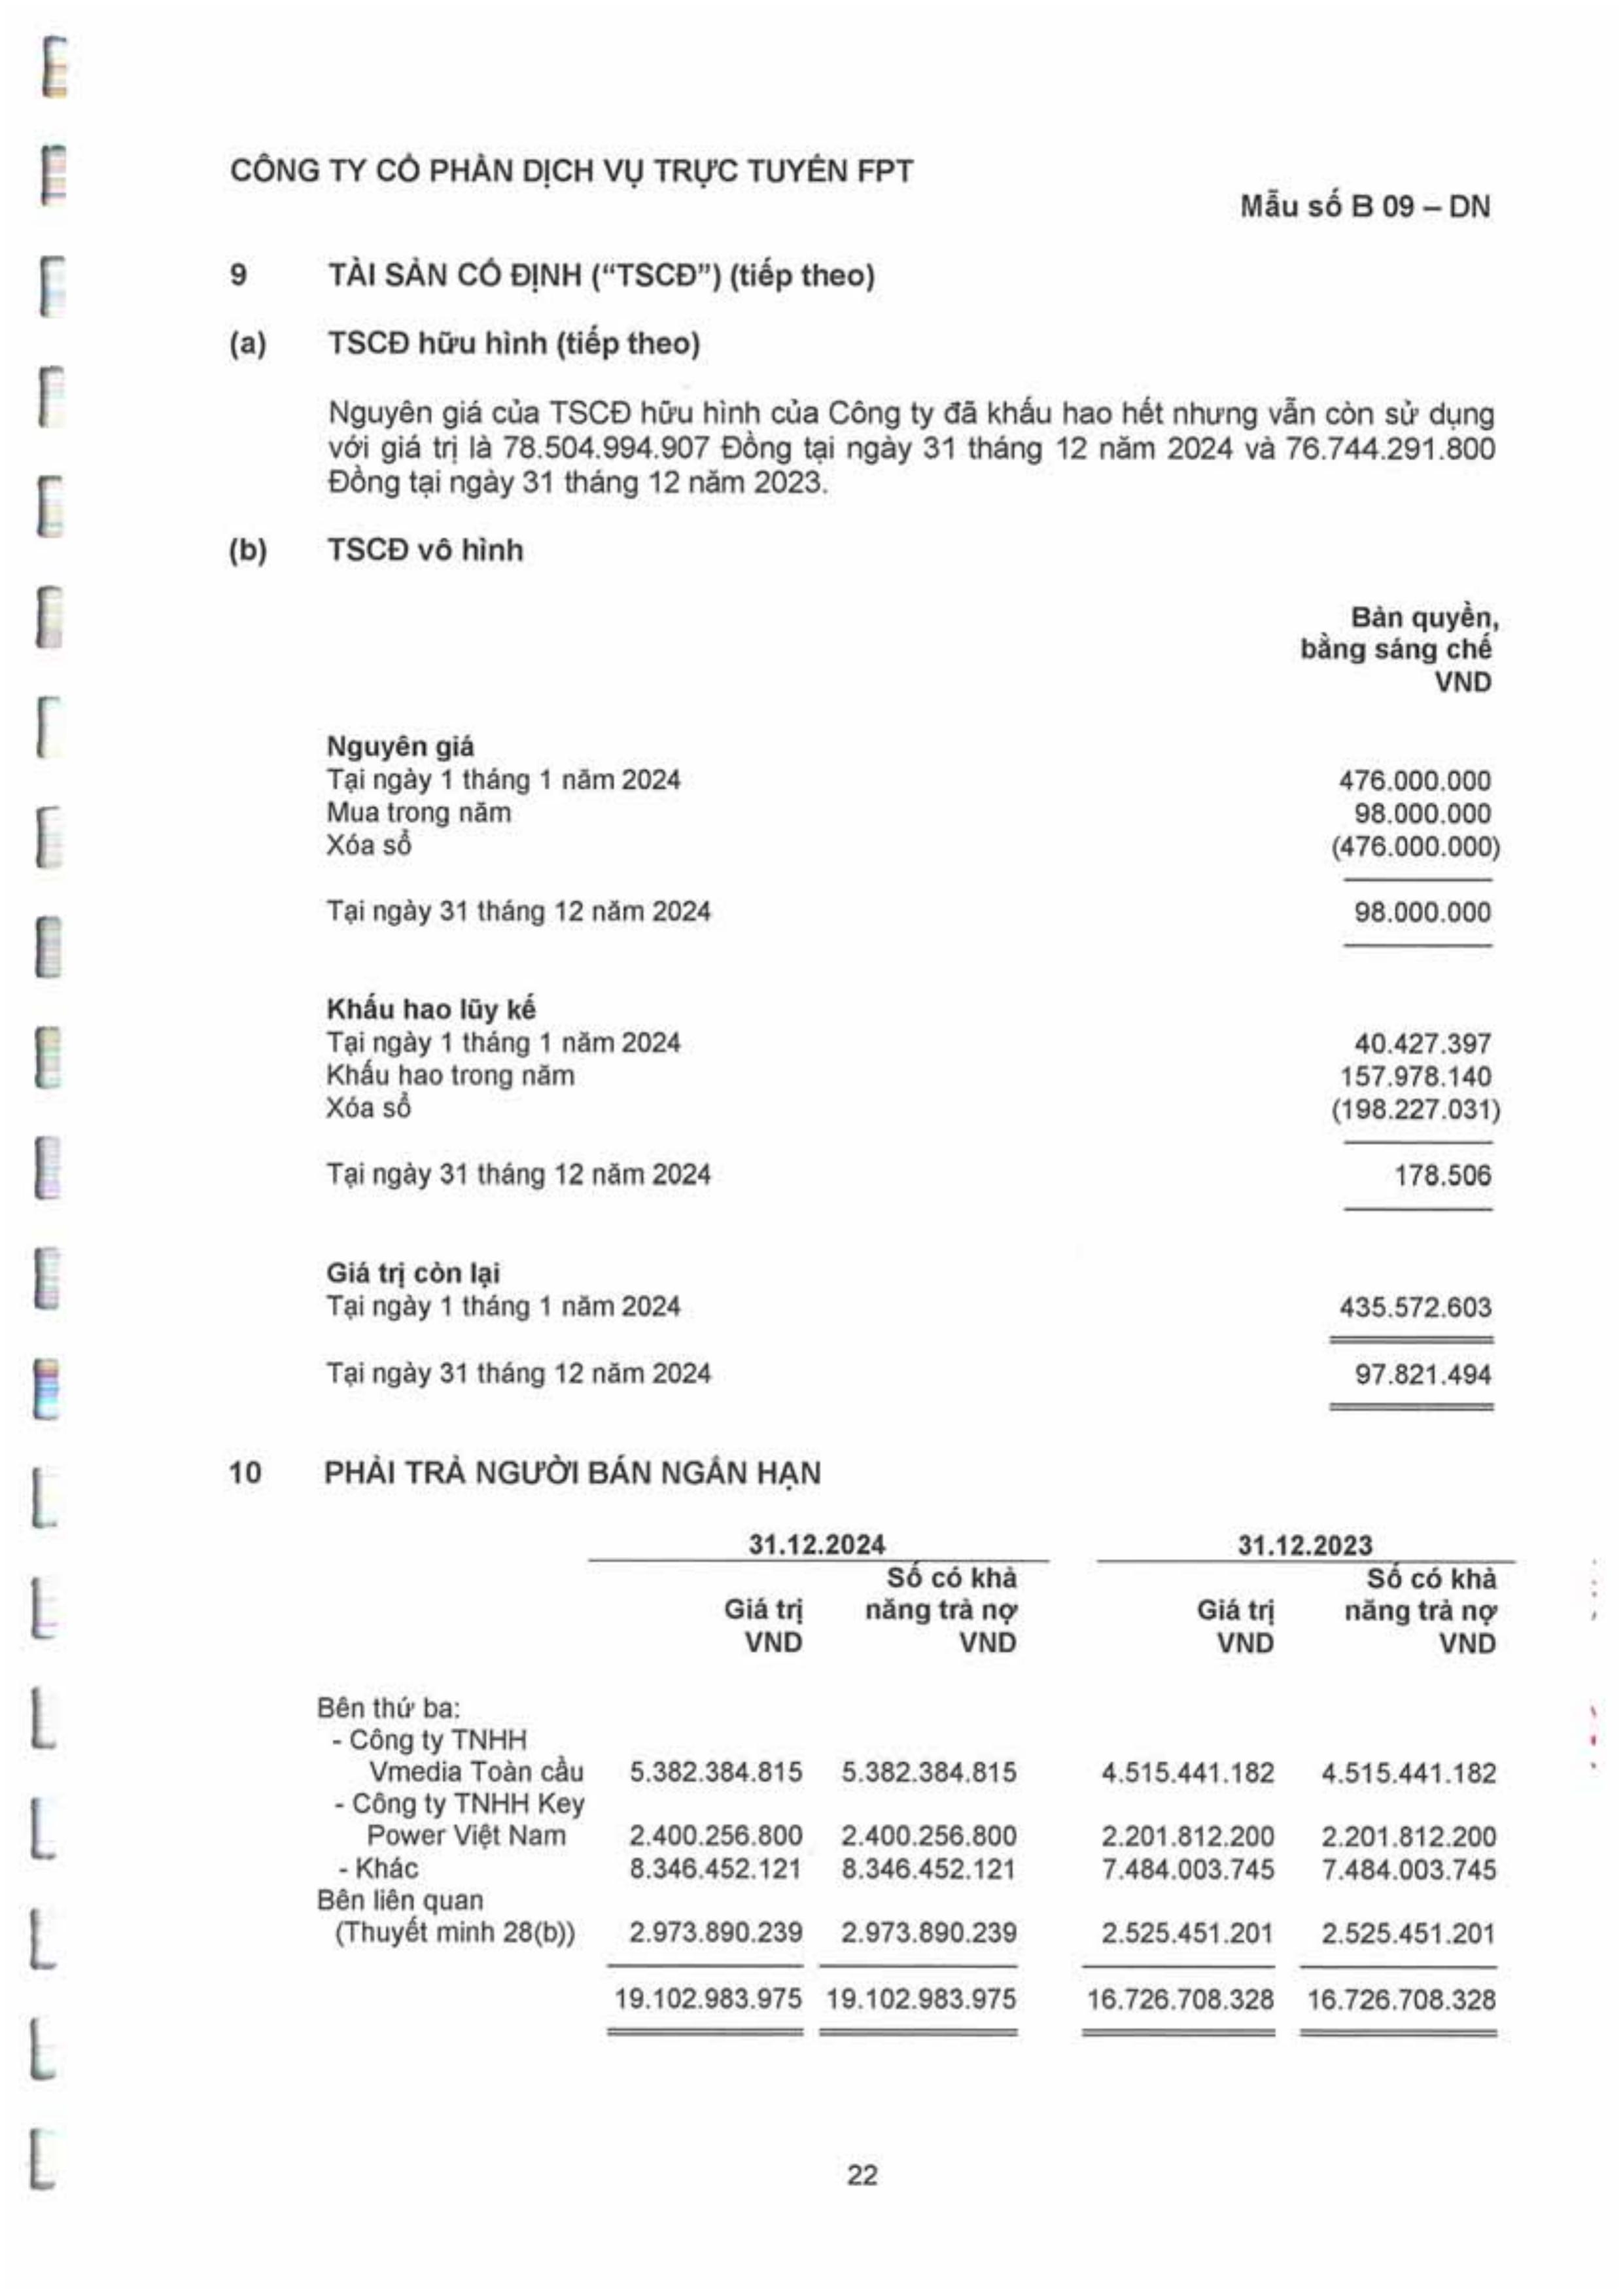 CÔNG TY CỔ PHẦN DỊCH VỤ TRỰC TUYẾN FPT
Mẫu số B 09 – DN
9 TÀI SẢN CỐ ĐỊNH (“TSCĐ”) (tiếp theo)
(a) TSCĐ hữu hình (tiếp theo)
Nguyên giá của TSCĐ hữu hình của Công ty đã khấu hao hết nhưng vẫn còn sử dụng
với giá trị là 78.504.994.907 Đồng tại ngày 31 tháng 12 năm 2024 và 76.744.291.800
Đồng tại ngày 31 tháng 12 năm 2023.
(b) TSCĐ vô hình
Bản quyền,
bằng sáng chế
VND
Nguyên giá
Tại ngày 1 tháng 1 năm 2024 476.000.000
Mua trong năm 98.000.000
Xóa sổ (476.000.000)
Tại ngày 31 tháng 12 năm 2024 98.000.000
Khấu hao lũy kế
Tại ngày 1 tháng 1 năm 2024 40.427.397
Khấu hao trong năm 157.978.140
Xóa sổ (198.227.031)
Tại ngày 31 tháng 12 năm 2024 178.506
Giá trị còn lại
Tại ngày 1 tháng 1 năm 2024 435.572.603
Tại ngày 31 tháng 12 năm 2024 97.821.494
10 PHẢI TRẢ NGƯỜI BÁN NGẮN HẠN
31.12.2024 31.12.2023
Số có khả Số có khả
Giá trị năng trả nợ Giá trị năng trả nợ
VND VND VND VND
Bên thứ ba:
- Công ty TNHH
Vmedia Toàn cầu 5.382.384.815 5.382.384.815 4.515.441.182 4.515.441.182
- Công ty TNHH Key
Power Việt Nam 2.400.256.800 2.400.256.800 2.201.812.200 2.201.812.200
- Khác 8.346.452.121 8.346.452.121 7.484.003.745 7.484.003.745
Bên liên quan
(Thuyết minh 28(b)) 2.973.890.239 2.973.890.239 2.525.451.201 2.525.451.201
19.102.983.975 19.102.983.975 16.726.708.328 16.726.708.328
22